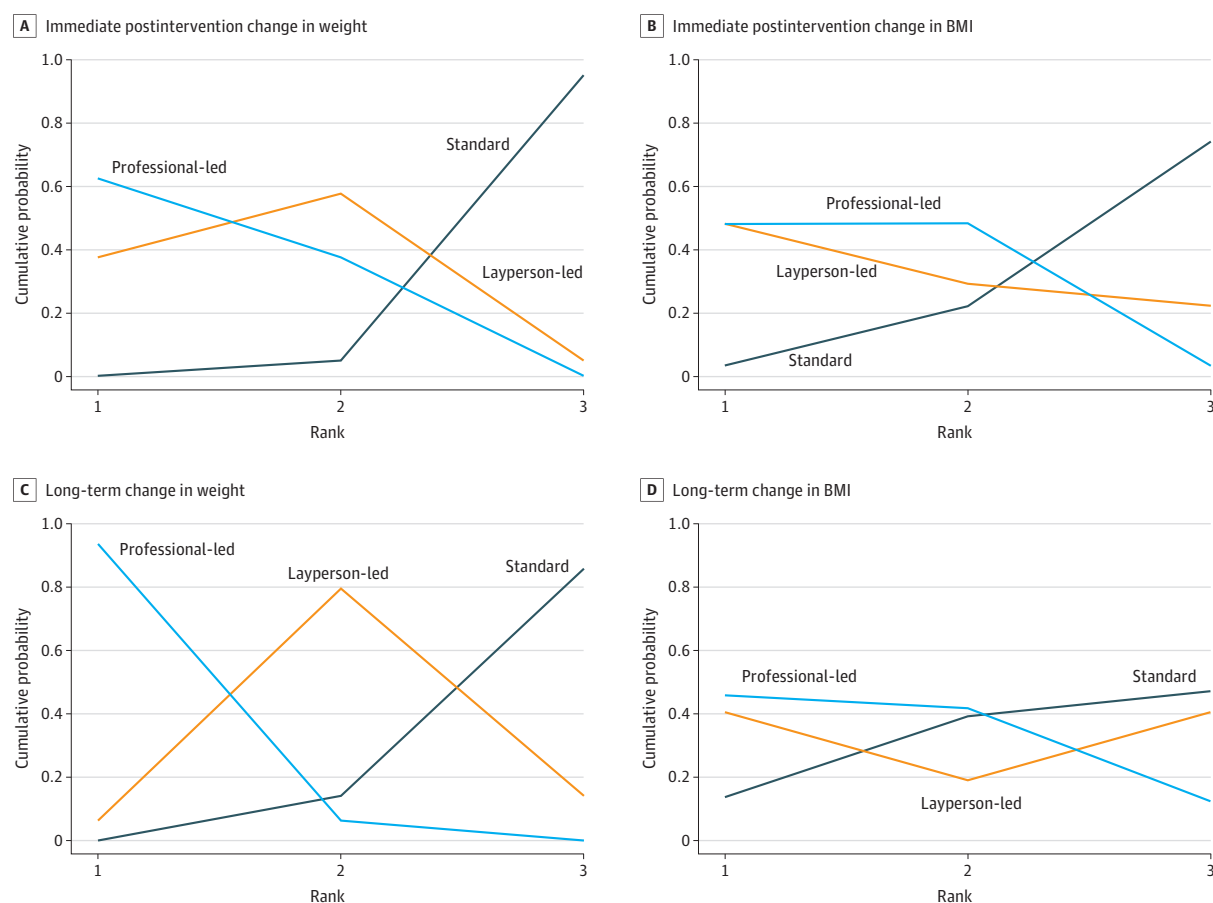 A Immediate postintervention change in weight
1.0
0.8
0.6
0.4
0.2
0
Cumulative probability
Professional-led
Standard
Layperson-led
1 2 3
Rank
B Immediate postintervention change in BMI
1.0
0.8
0.6
0.4
0.2
0
Cumulative probability
Professional-led
Layperson-led
Standard
1 2 3
Rank
C Long-term change in weight
1.0
0.8
0.6
0.4
0.2
0
Cumulative probability
Professional-led
Layperson-led
Standard
1 2 3
Rank
D Long-term change in BMI
1.0
0.8
0.6
0.4
0.2
0
Cumulative probability
Professional-led
Standard
Layperson-led
1 2 3
Rank